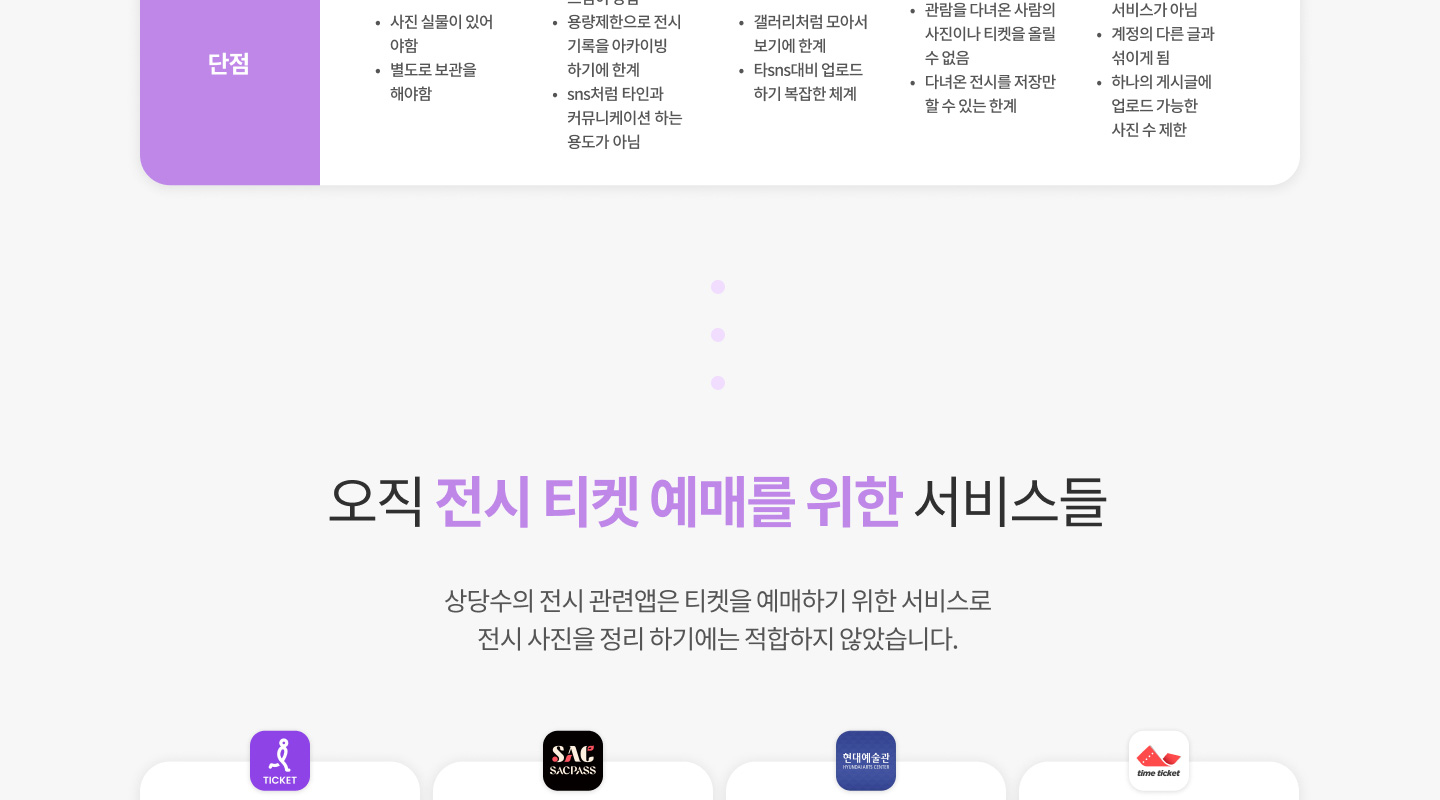 단점
사진 실물이 있어
야함
별도로 보관을
해야함
용량제한으로 전시
기록을 아카이빙
하기에 한계
sns처럼 타인과
커뮤니케이션 하는
용도가 아님
갤러리처럼 모아서
보기에 한계
타sns대비 업로드
하기 복잡한 체계
관람을 다녀온 사람의
사진이나 티켓을 올릴
수 없음
다녀온 전시를 저장만
할 수 있는 한계
서비스가 아님
계정의 다른 글과
섞이게 됨
하나의 게시글에
업로드 가능한
사진 수 제한
오직 전시 티켓 예매를 위한 서비스들
상당수의 전시 관련앱은 티켓을 예매하기 위한 서비스로
전시 사진을 정리 하기에는 적합하지 않았습니다.
TICKET
SAC
SACPASS
현대예술관
HYUNDAI ARTS CENTER
time ticket